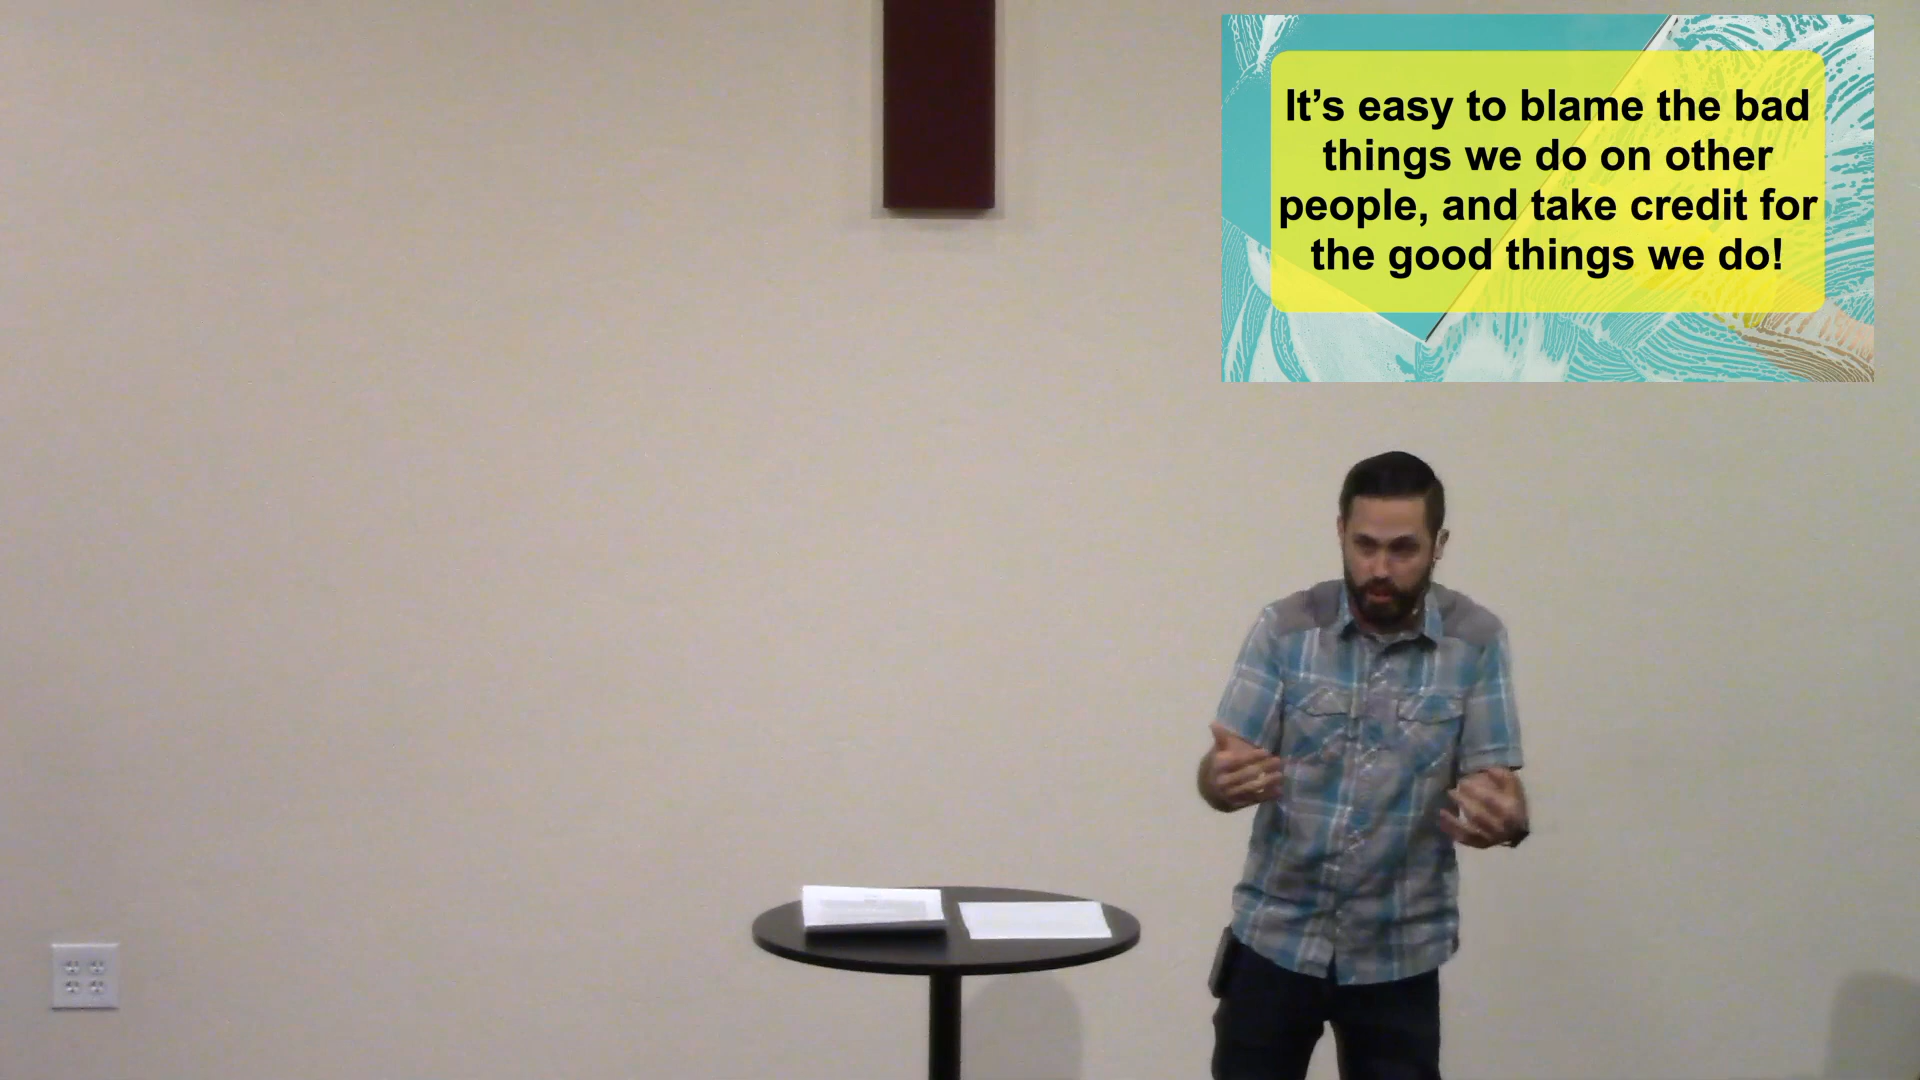 It’s easy to blame the bad
things we do on other
people, and take credit for
the good things we do!